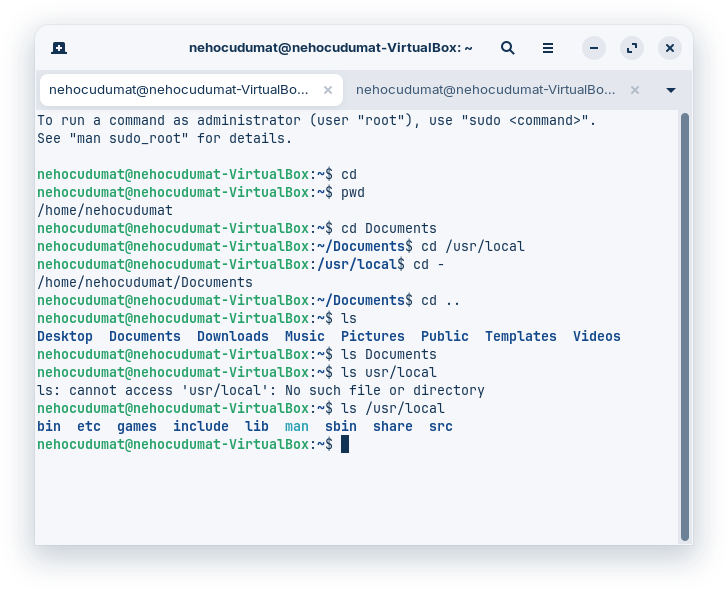 nehocudumat@nehocudumat-VirtualBox: ~
nehocudumat@nehocudumat-VirtualBo...
nehocudumat@nehocudumat-VirtualBo...
To run a command as administrator (user "root"), use "sudo <command>".
See "man sudo_root" for details.
nehocudumat@nehocudumat-VirtualBox:~$ cd
nehocudumat@nehocudumat-VirtualBox:~$ pwd
/home/nehocudumat
nehocudumat@nehocudumat-VirtualBox:~$ cd Documents
nehocudumat@nehocudumat-VirtualBox:~/Documents$ cd /usr/local
nehocudumat@nehocudumat-VirtualBox:/usr/local$ cd -
/home/nehocudumat/Documents
nehocudumat@nehocudumat-VirtualBox:~/Documents$ cd ..
nehocudumat@nehocudumat-VirtualBox:~$ ls
Desktop  Documents  Downloads  Music  Pictures  Public  Templates  Videos
nehocudumat@nehocudumat-VirtualBox:~$ ls Documents
nehocudumat@nehocudumat-VirtualBox:~$ ls usr/local
ls: cannot access 'usr/local': No such file or directory
nehocudumat@nehocudumat-VirtualBox:~$ ls /usr/local
bin  etc  games  include  lib  man  sbin  share  src
nehocudumat@nehocudumat-VirtualBox:~$